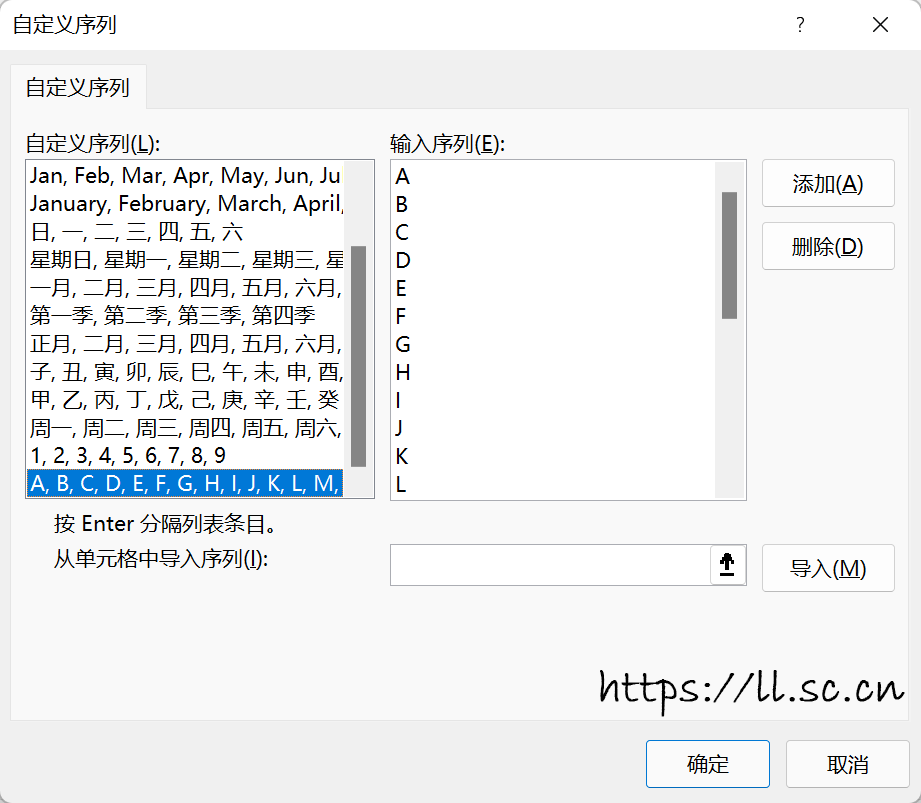 自定义序列
?
自定义序列
自定义序列(L):
Jan, Feb, Mar, Apr, May, Jun, Ju
January, February, March, April,
日, 一, 二, 三, 四, 五, 六
星期日, 星期一, 星期二, 星期三, 星
一月, 二月, 三月, 四月, 五月, 六月,
第一季, 第二季, 第三季, 第四季
正月, 二月, 三月, 四月, 五月, 六月,
子, 丑, 寅, 卯, 辰, 巳, 午, 未, 申, 酉,
甲, 乙, 丙, 丁, 戊, 己, 庚, 辛, 壬, 癸
周一, 周二, 周三, 周四, 周五, 周六,
1, 2, 3, 4, 5, 6, 7, 8, 9
A, B, C, D, E, F, G, H, I, J, K, L, M,
输入序列(E):
A
B
C
D
E
F
G
H
I
J
K
L
添加(A)
删除(D)
按 Enter 分隔列表条目。
从单元格中导入序列(I):
导入(M)
https://ll.sc.cn
确定
取消